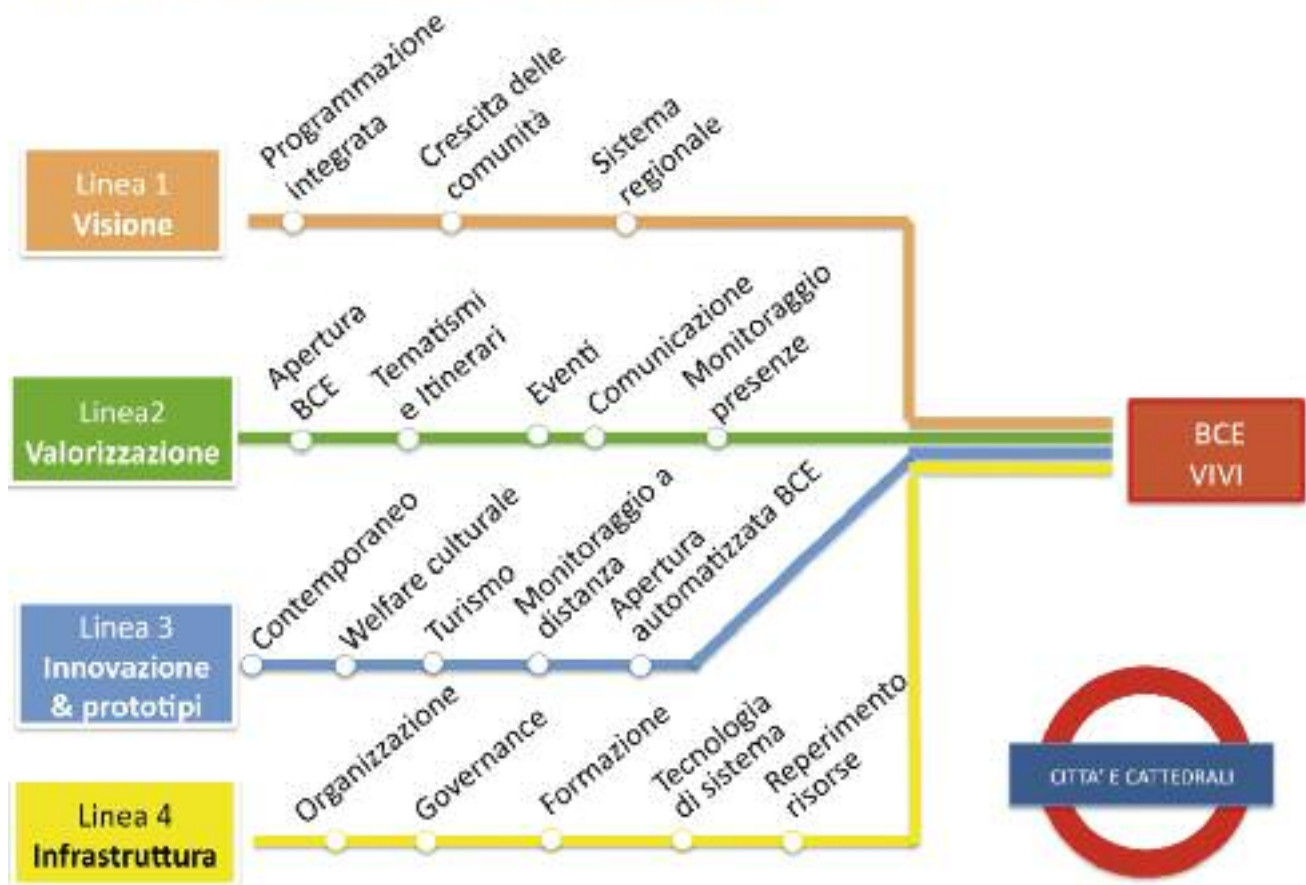 Linea 1
Visione
Programmazione
integrata
Crescita delle
comunità
Sistema
regionale
Linea2
Valorizzazione
Apertura
BCE
Tematismi
e Itinerari
Eventi
Comunicazione
Monitoraggio
presenze
BCE
VIVI
Linea 3
Innovazione
& prototipi
Contemporaneo
Welfare culturale
Turismo
Monitoraggio a
distanza
Apertura
automatizzata BCE
Linea 4
Infrastruttura
Organizzazione
Governance
Formazione
Tecnologia
di sistema
Reperimento
risorse
CITTA' E CATTEDRALI